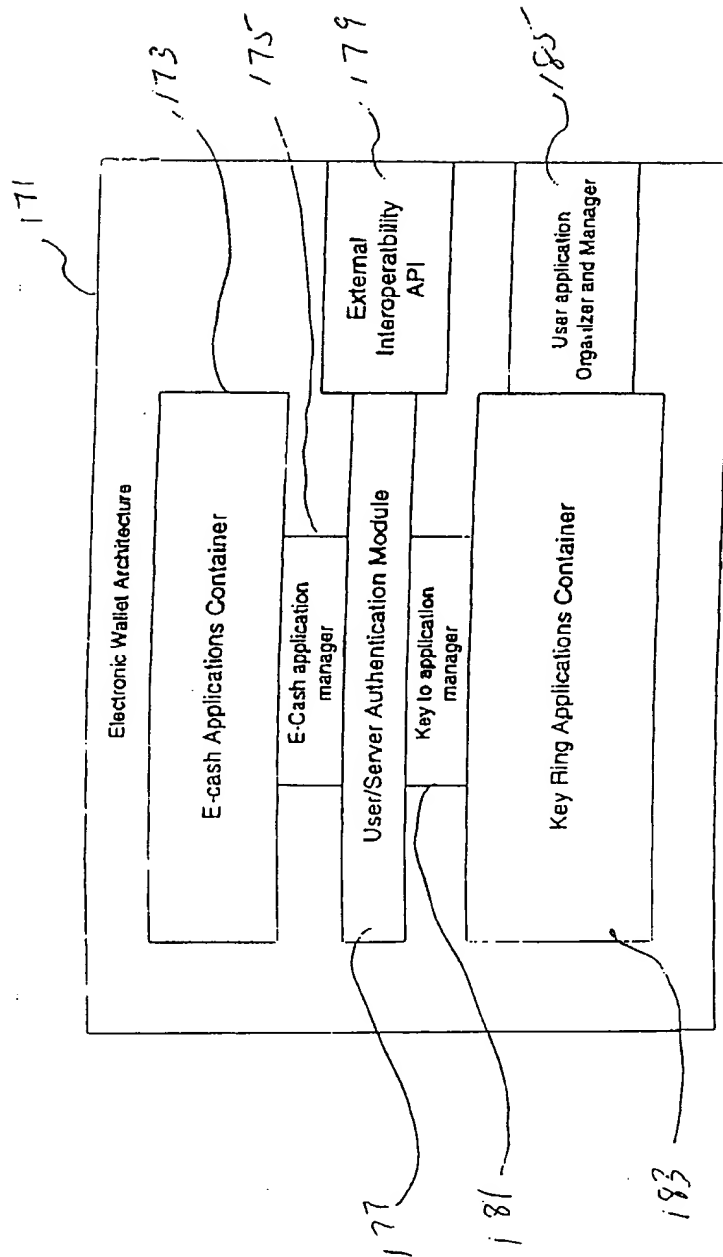 171
173
175
179
185
Electronic Wallet Architecture
E-cash Applications Container
E-Cash application
manager
User/Server Authentication Module
External
Interoperatbility
API
Key to application
manager
Key Ring Applications Container
User application
Organizer and Manager
177
181
183